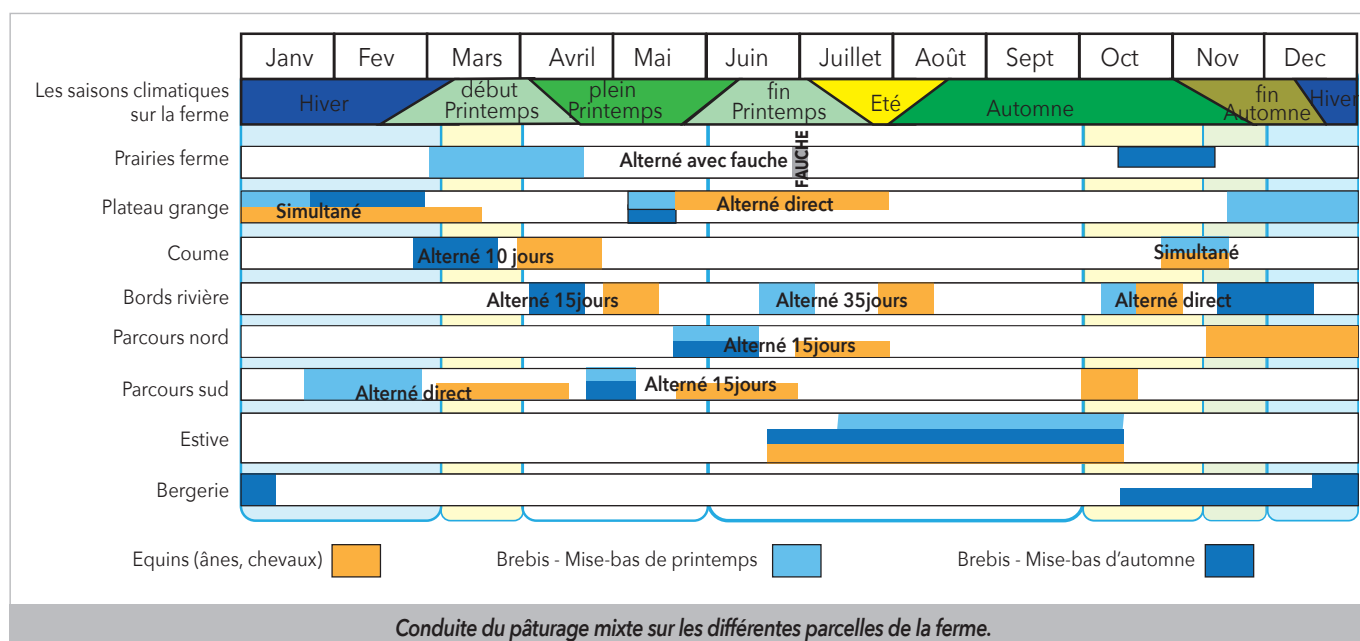 Janv Fev Mars Avril Mai Juin Juillet Août Sept Oct Nov Dec
Les saisons climatiques
sur la ferme
Hiver
début
Printemps
plein
Printemps
fin
Printemps
Eté
Automne
fin
Automne
Hiver
Prairies ferme
Alterné avec fauche
FAUCHE
Plateau grange
Simultané
Alterné direct
Coume
Alterné 10 jours
Simultané
Bords rivière
Alterné 15jours
Alterné 35jours
Alterné direct
Parcours nord
Alterné 15jours
Parcours sud
Alterné direct
Alterné 15jours
Estive
Bergerie
Equins (ânes, chevaux)
Brebis - Mise-bas de printemps
Brebis - Mise-bas d'automne
Conduite du pâturage mixte sur les différentes parcelles de la ferme.